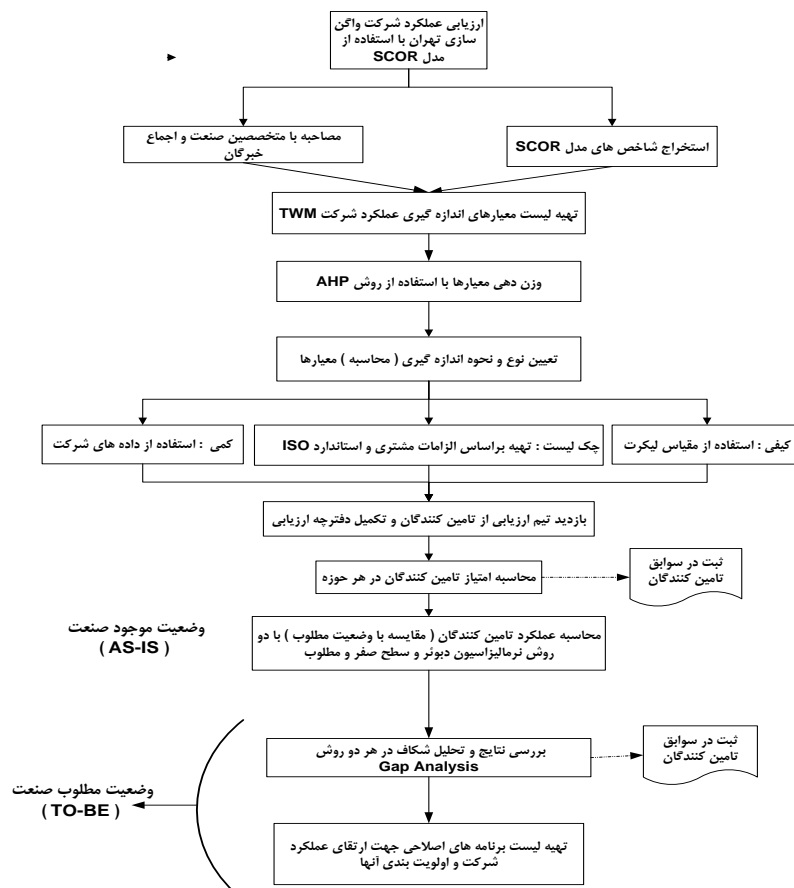 ارزیابی عملکرد شرکت واگن
سازی تهران با استفاده از
مدل SCOR
استخراج شاخص های مدل SCOR
مصاحبه با متخصصین صنعت و اجماع
خبرگان
تهیه لیست معیارهای اندازه گیری عملکرد شرکت TWM
وزن دهی معیارها با استفاده از روش AHP
تعیین نوع و نحوه اندازه گیری ( محاسبه ) معیارها
کیفی : استفاده از مقیاس لیکرت
چک لیست : تهیه براساس الزامات مشتری و استاندارد ISO
کمی : استفاده از داده های شرکت
بازدید تیم ارزیابی از تامین کنندگان و تکمیل دفترچه ارزیابی
محاسبه امتیاز تامین کنندگان در هر حوزه
ثبت در سوابق
تامین کنندگان
محاسبه عملکرد تامین کنندگان ( مقایسه با وضعیت مطلوب ) با دو
روش نرمالیزاسیون دبوئر و سطح صفر و مطلوب
وضعیت موجود صنعت
( AS-IS )
بررسی نتایج و تحلیل شکاف در هر دو روش
Gap Analysis
ثبت در سوابق
تامین کنندگان
وضعیت مطلوب صنعت
( TO-BE )
تهیه لیست برنامه های اصلاحی جهت ارتقای عملکرد
شرکت و اولویت بندی آنها